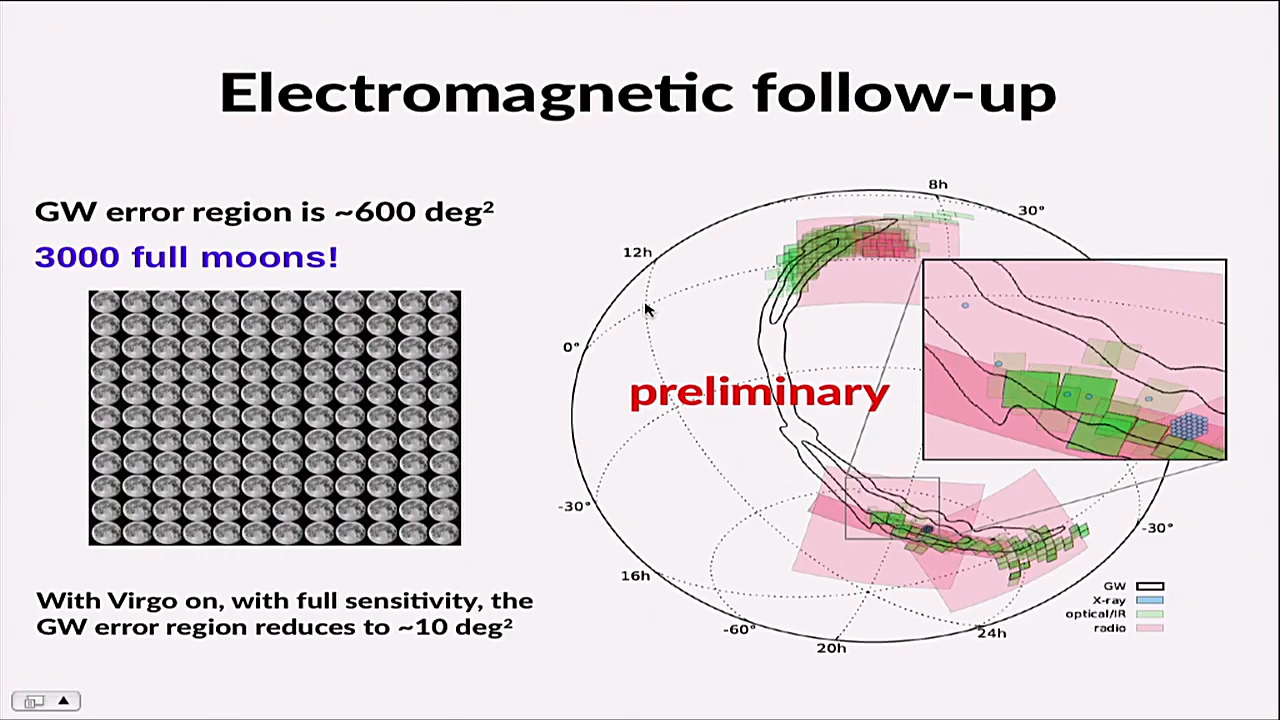 Electromagnetic follow-up
GW error region is ~600 deg²
3000 full moons!
With Virgo on, with full sensitivity, the
GW error region reduces to ~10 deg²
8h
30°
12h
0°
preliminary
-30°
-30°
16h
-60°
20h
24h
GW
X-ray
optical/IR
radio